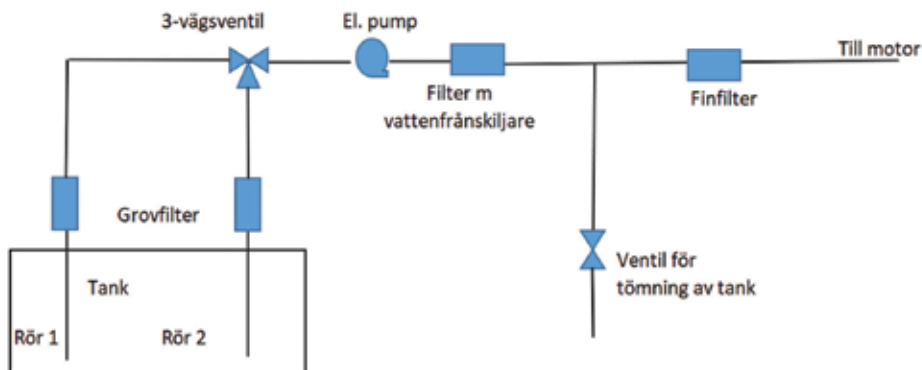 3-vägsventil
El. pump
Till motor
Filter m
vattenfrånskiljare
Finfilter
Grovfilter
Tank
Ventil för
tömning av tank
Rör 1
Rör 2